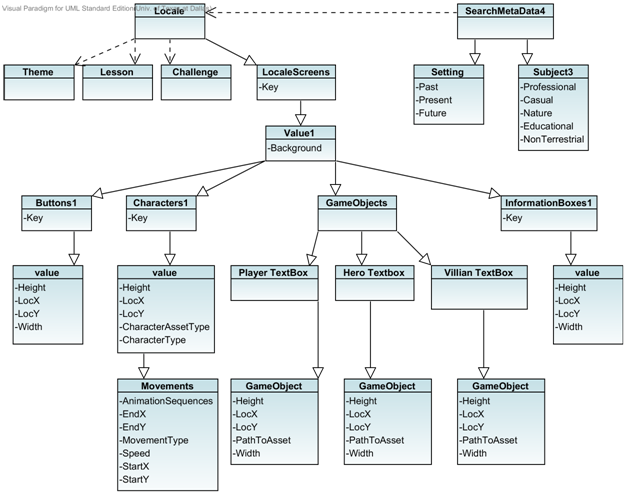 Visual Paradigm for UML Standard Edition(Univ. of Texas at Dallas)
Locale
SearchMetaData4
Theme
Lesson
Challenge
LocaleScreens
-Key
Setting
-Past
-Present
-Future
Subject3
-Professional
-Casual
-Nature
-Educational
-NonTerrestrial
Value1
-Background
Buttons1
-Key
Characters1
-Key
GameObjects
InformationBoxes1
-Key
value
-Height
-LocX
-LocY
-Width
value
-Height
-LocX
-LocY
-CharacterAssetType
-CharacterType
Player TextBox
Hero Textbox
Villian TextBox
value
-Height
-LocX
-LocY
-Width
Movements
-AnimationSequences
-EndX
-EndY
-MovementType
-Speed
-StartX
-StartY
GameObject
-Height
-LocX
-LocY
-PathToAsset
-Width
GameObject
-Height
-LocX
-LocY
-PathToAsset
-Width
GameObject
-Height
-LocX
-LocY
-PathToAsset
-Width